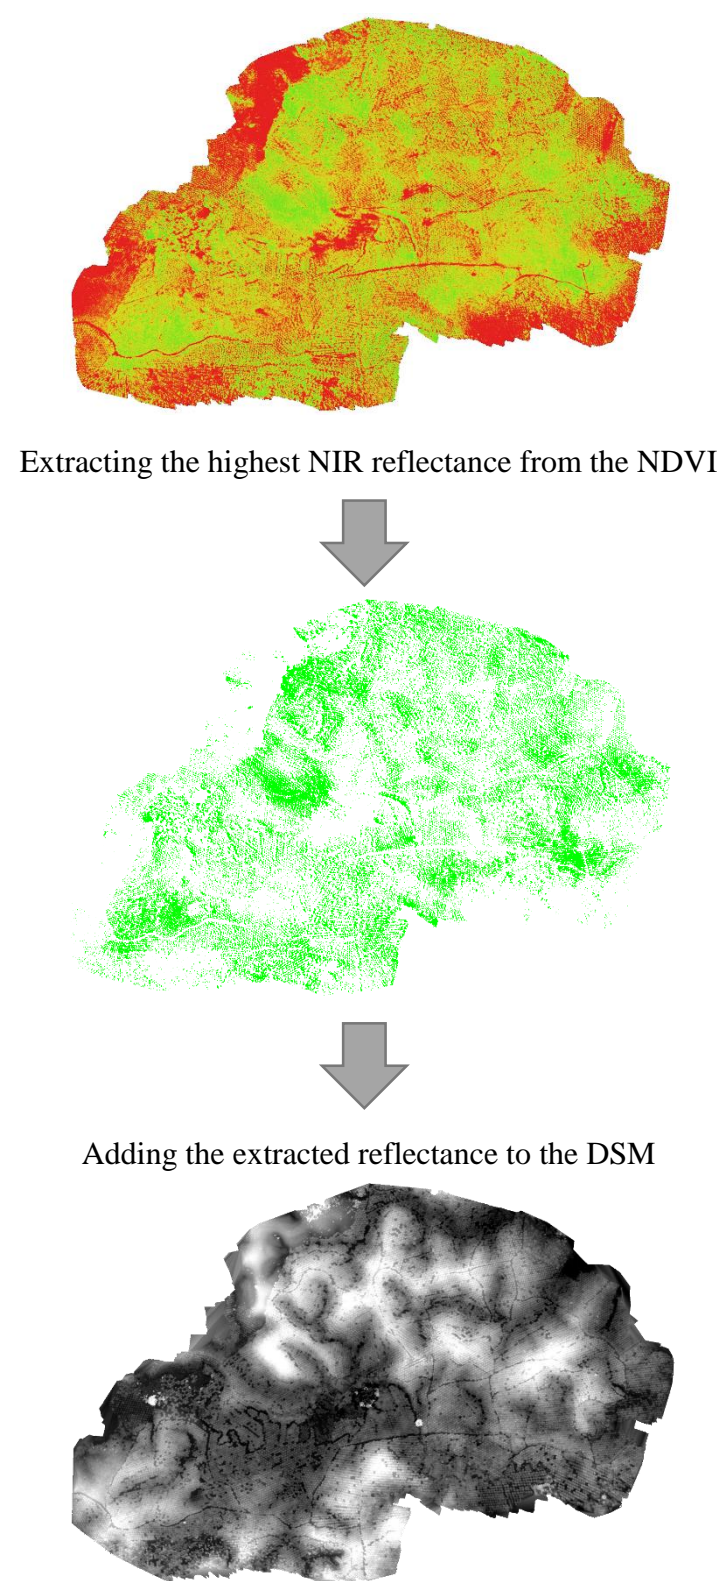 Extracting the highest NIR reflectance from the NDVI
Adding the extracted reflectance to the DSM